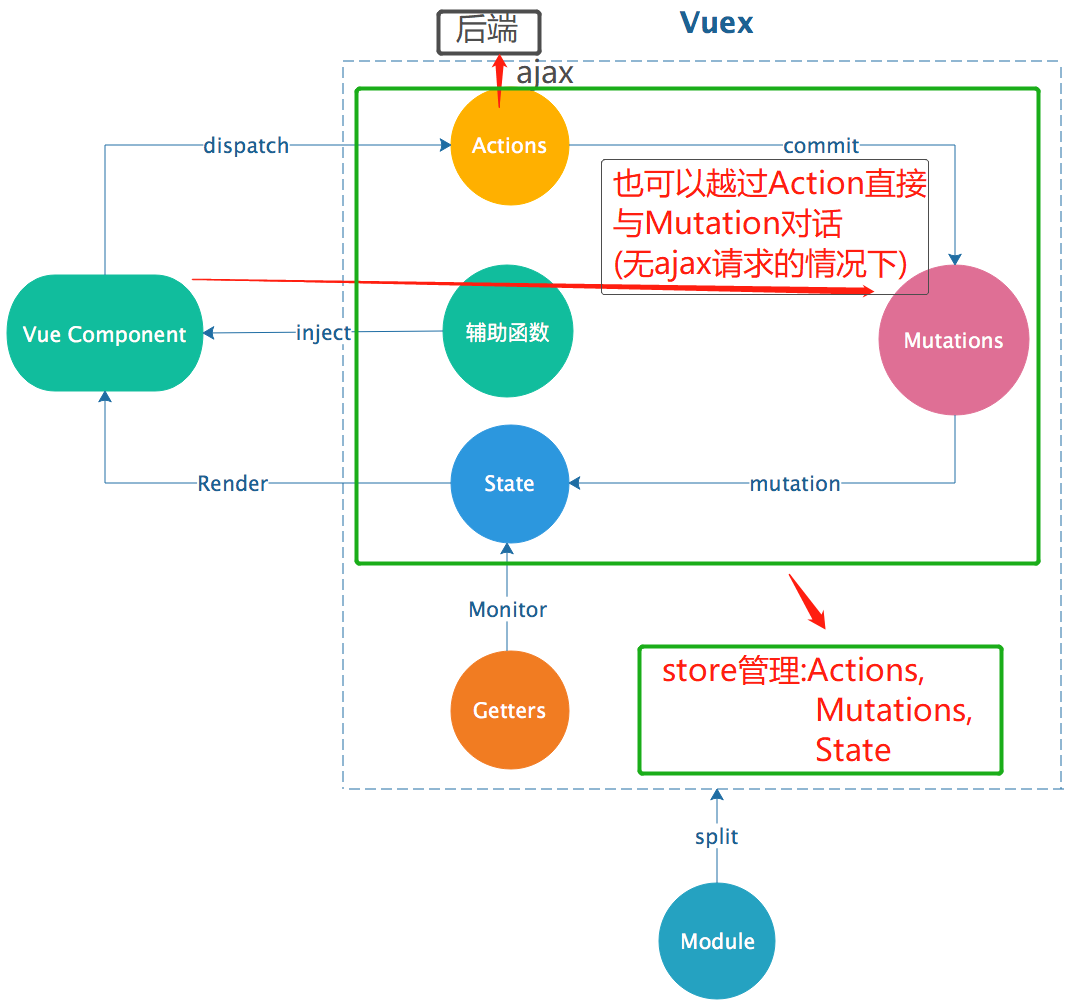 后端
Vuex
ajax
dispatch
Actions
commit
也可以越过Action直接
与Mutation对话
(无ajax请求的情况下)
Vue Component
inject
辅助函数
Mutations
Render
State
mutation
Monitor
store管理:Actions,
Mutations,
State
Getters
split
Module